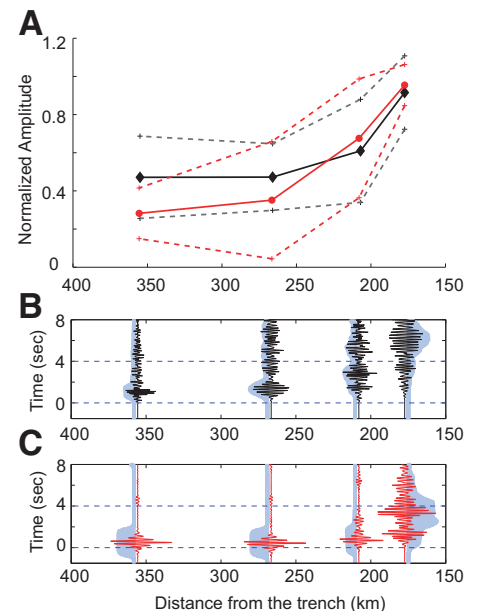 A
Normalized Amplitude
1.2
0.8
0.4
0
400 350 300 250 200 150
B
Time (sec)
8
4
0
400 350 300 250 200 150
C
Time (sec)
8
4
0
400 350 300 250 200 150
Distance from the trench (km)